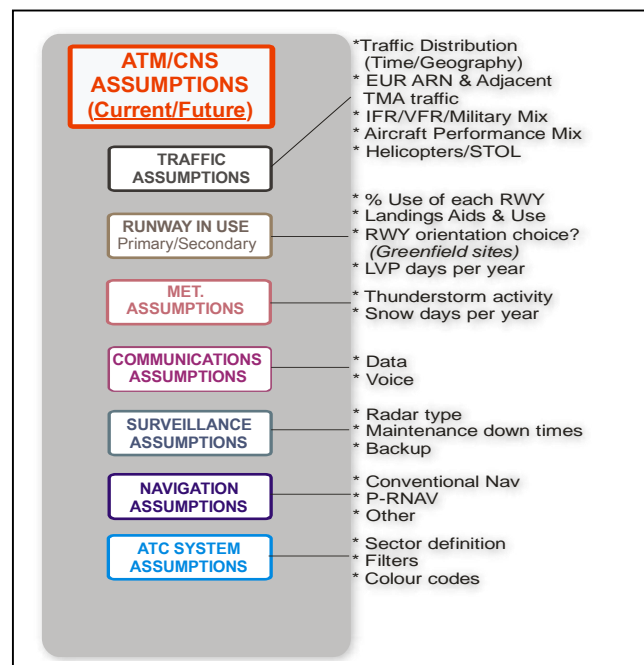 ATM/CNS
ASSUMPTIONS
(Current/Future)
*Traffic Distribution
(Time/Geography)
* EUR ARN & Adjacent
TMA traffic
* IFR/VFR/Military Mix
* Aircraft Performance Mix
* Helicopters/STOL
TRAFFIC
ASSUMPTIONS
RUNWAY IN USE
Primary/Secondary
* % Use of each RWY
* Landings Aids & Use
* RWY orientation choice?
(Greenfield sites)
* LVP days per year
MET.
ASSUMPTIONS
* Thunderstorm activity
* Snow days per year
COMMUNICATIONS
ASSUMPTIONS
* Data
* Voice
SURVEILLANCE
ASSUMPTIONS
* Radar type
* Maintenance down times
* Backup
NAVIGATION
ASSUMPTIONS
* Conventional Nav
* P-RNAV
* Other
ATC SYSTEM
ASSUMPTIONS
* Sector definition
* Filters
* Colour codes